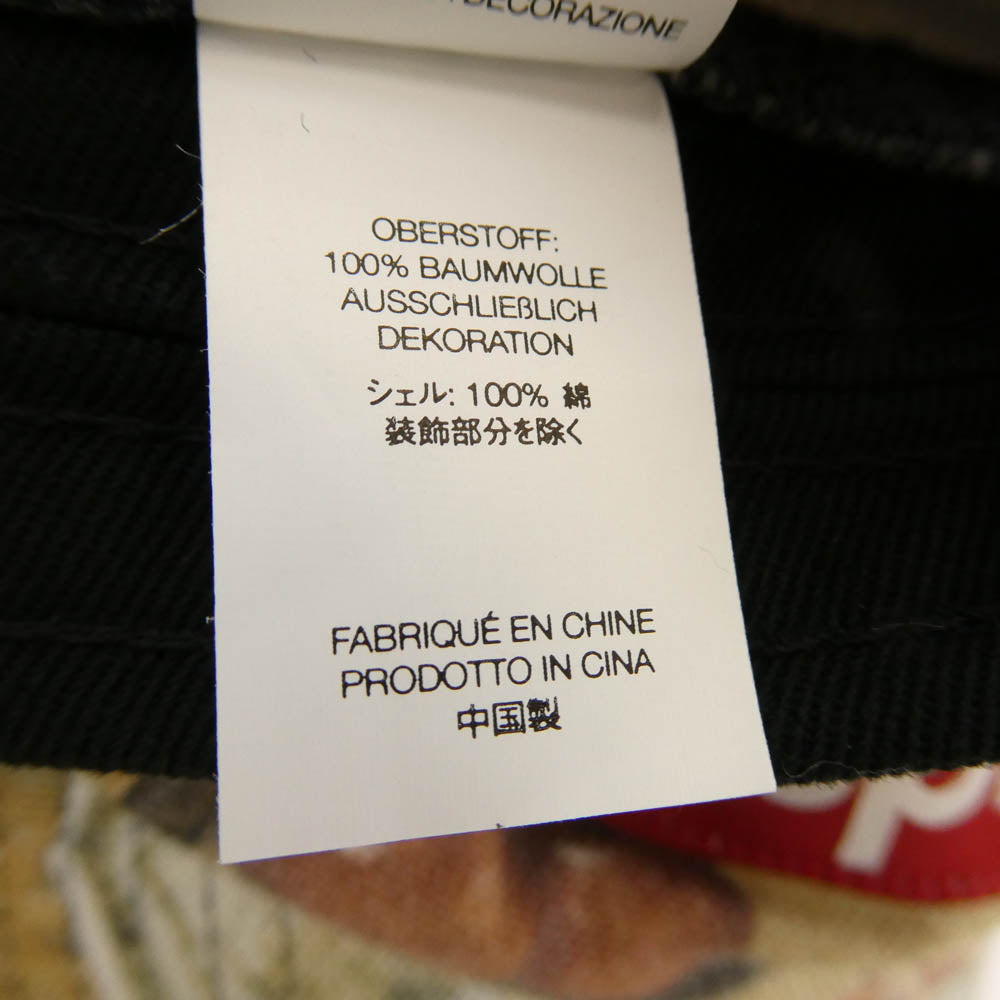 DECORAZIONE
OBERSTOFF:
100% BAUMWOLLE
AUSSCHLIEßLICH
DEKORATION
シェル: 100% 綿
装飾部分を除く
FABRIQUÉ EN CHINE
PRODOTTO IN CINA
中国製